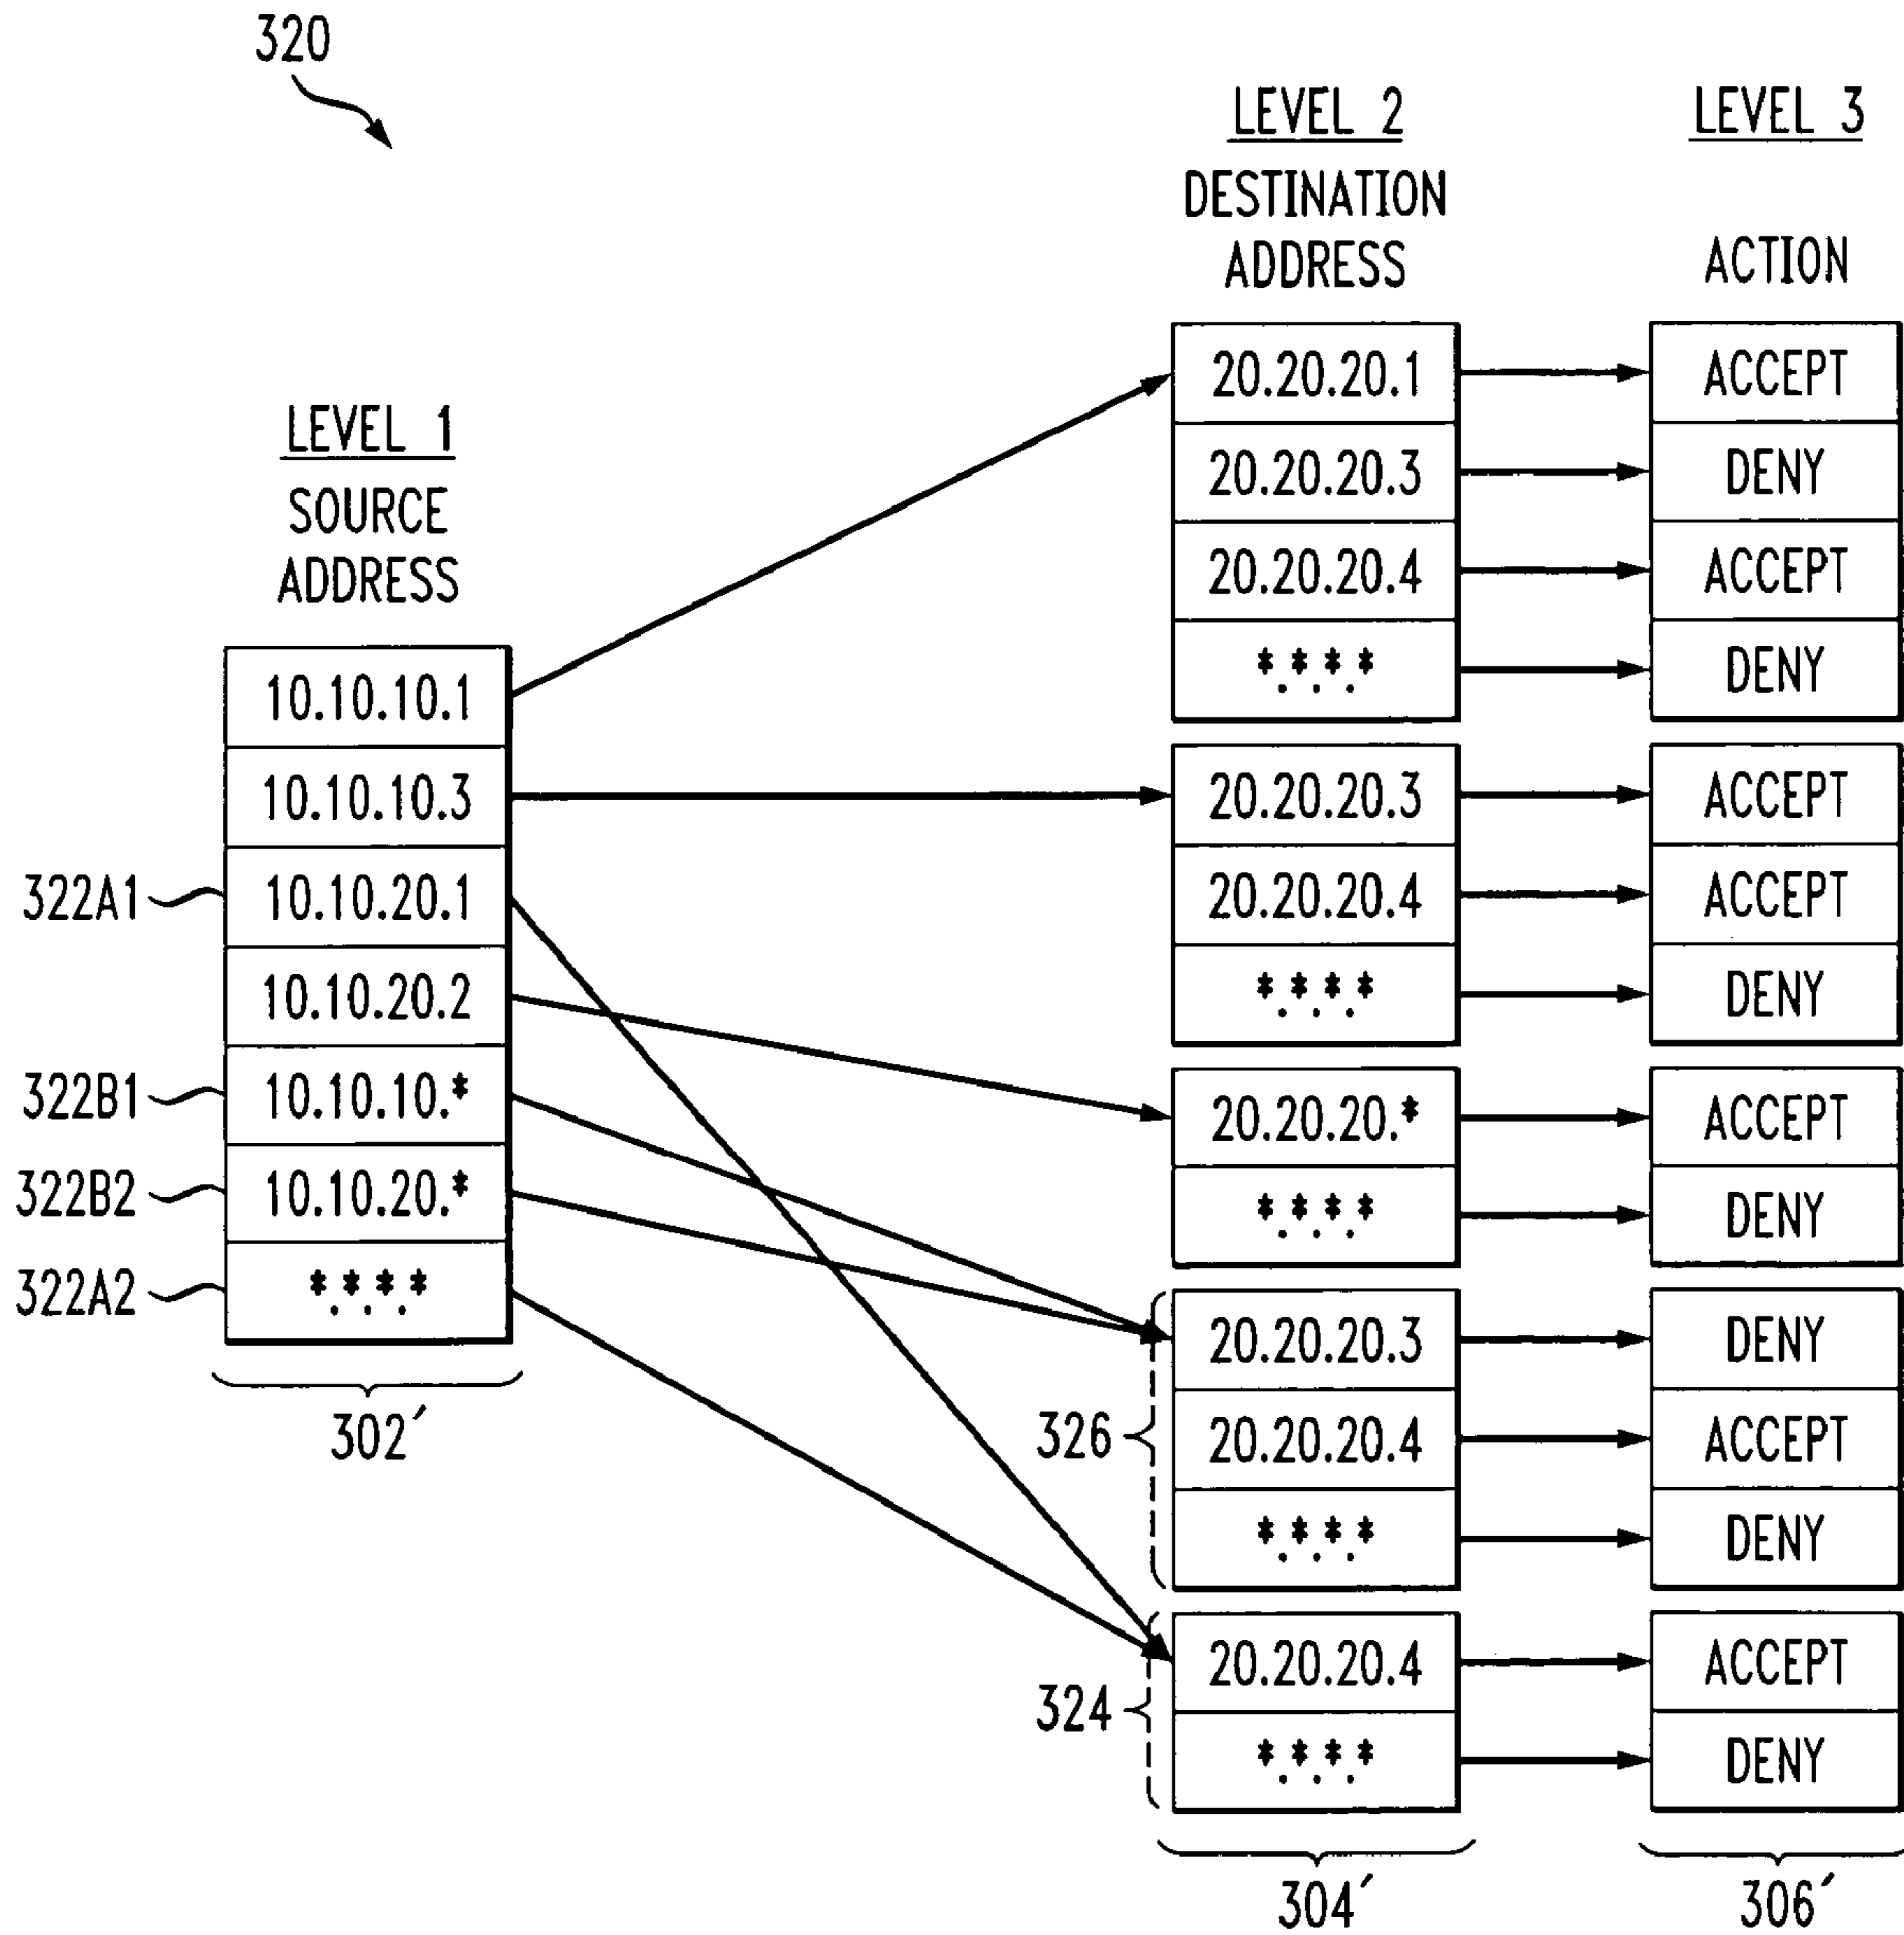 320
LEVEL 1
SOURCE
ADDRESS
10.10.10.1
10.10.10.3
322A1
10.10.20.1
10.10.20.2
322B1
10.10.10.*
322B2
10.10.20.*
322A2
*.*.*.*
302′
LEVEL 2
DESTINATION
ADDRESS
20.20.20.1
20.20.20.3
20.20.20.4
*.*.*.*
20.20.20.3
20.20.20.4
*.*.*.*
20.20.20.*
*.*.*.*
326
20.20.20.3
20.20.20.4
*.*.*.*
324
20.20.20.4
*.*.*.*
304′
LEVEL 3
ACTION
ACCEPT
DENY
ACCEPT
DENY
ACCEPT
ACCEPT
DENY
ACCEPT
DENY
DENY
ACCEPT
DENY
ACCEPT
DENY
306′